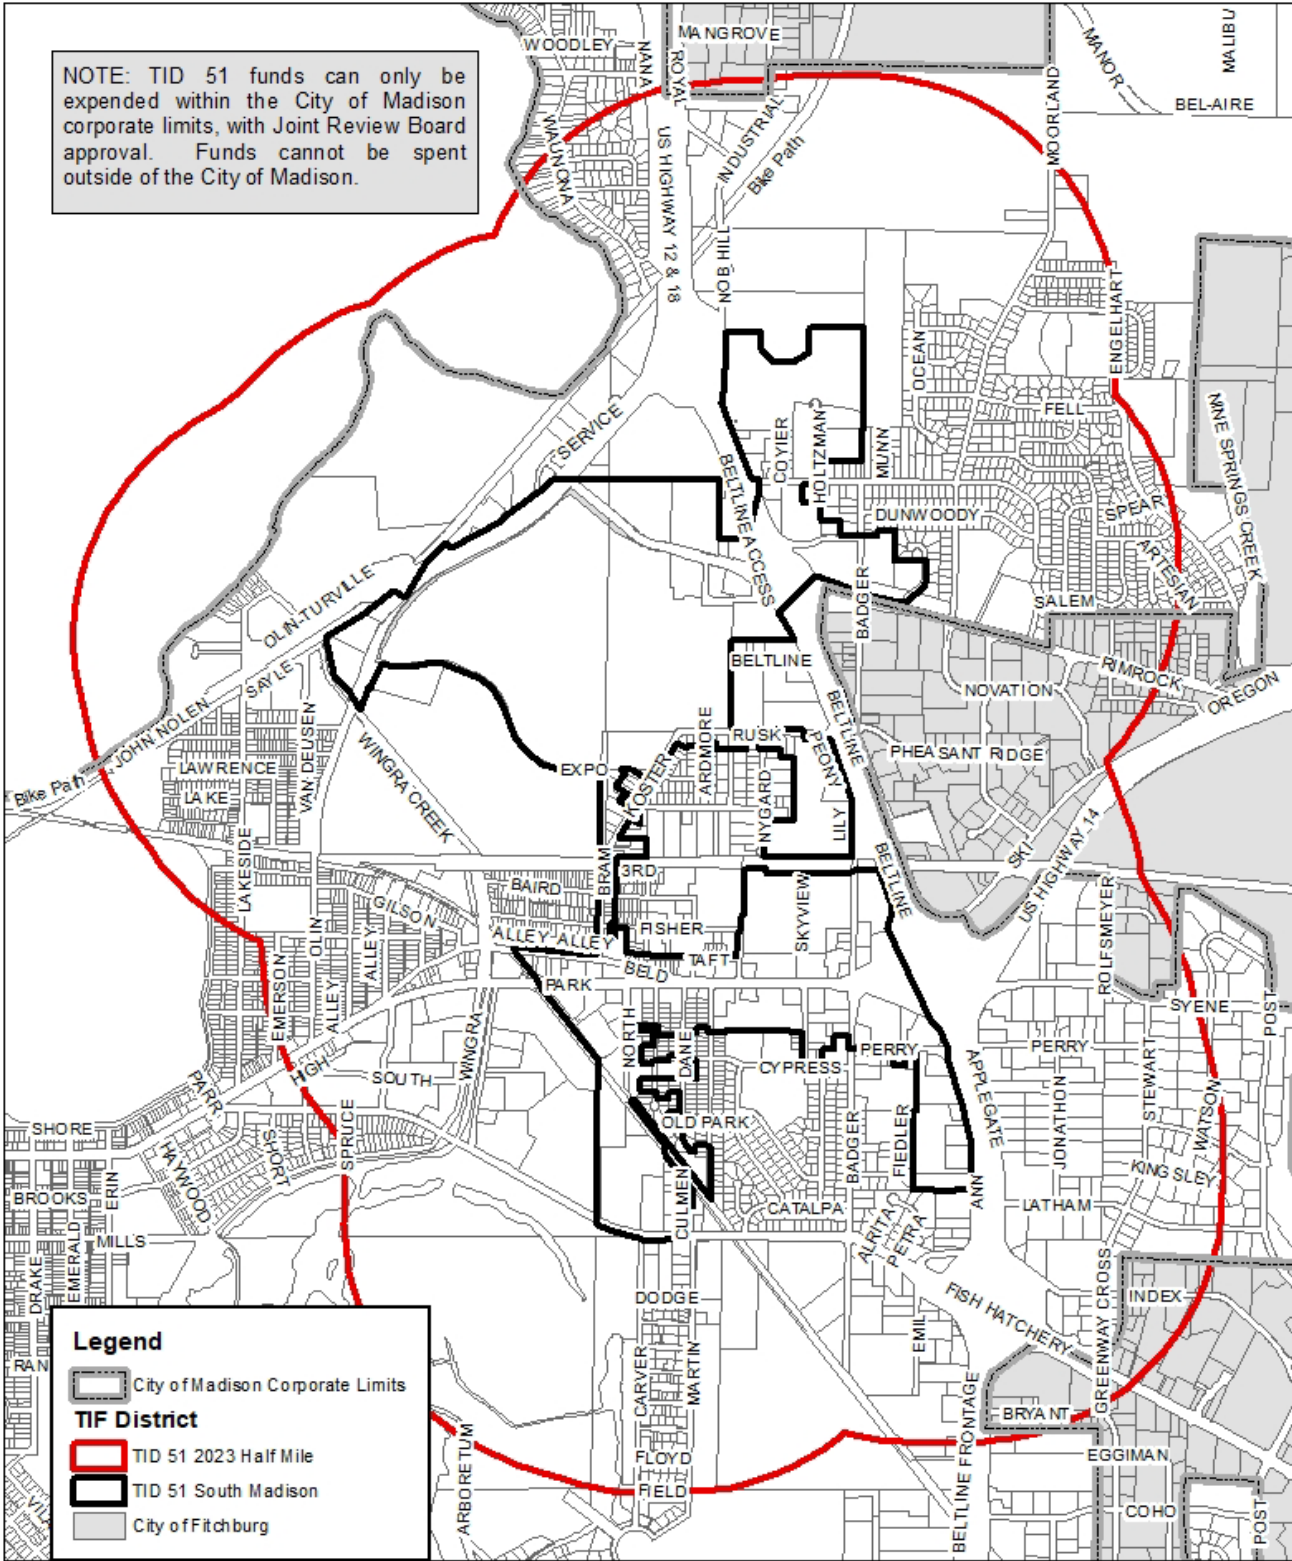 NOTE: TID 51 funds can only be
expended within the City of Madison
corporate limits, with Joint Review Board
approval. Funds cannot be spent
outside of the City of Madison.
WOODLEY
NANA
ROYAL
MANGROVE
MANOR
MALIBU
BEL-AIRE
MOORLAND
WAUNONA
US HIGHWAY 12 & 18
INDUSTRIAL
Bike Path
NOB HILL
ENGELHART
OCEAN
FELL
NINE SPRINGS CREEK
SERVICE
COYIER
HOLTZMAN
MUNN
BELTLINE ACCESS
DUNWOODY
SPEAR
ARTESIAN
OLIN-TURVILLE
BADGER
SALEM
SAYLE
BELTLINE
RIMROCK
OREGON
NOVATION
JOHN NOLEN
VAN DEUSEN
WINGRA CREEK
ARDMORE
RUSK
PEONY
BELTLINE
PHEASANT RIDGE
LAWRENCE
LAKE
Bike Path
EXPO
KOSTER
NYGARD
LILY
SKI
US HIGHWAY 14
LAKESIDE
BRAM
3RD
BELTLINE
BAIRD
GILSON
SKYVIEW
ROLFSMEYER
OLIN
ALLEY
ALLEY-ALLEY
FISHER
TAFT
BELD
PARK
EMERSON
ALLEY
SYENE
POST
HIGH
SOUTH
WINGRA
NORTH
DANE
CYPRESS
PERRY
PERRY
APPLEGATE
JONATHON
STEWART
WATSON
PARR
SHORE
HAYWOOD
SHORT
SPRUCE
OLD PARK
BADGER
FIEDLER
KINGSLEY
BROOKS
ERIN
EMERALD
MILLS
DRAKE
CULMEN
CATALPA
ANN
LATHAM
ALRITA
PETRA
FISH HATCHERY
GREENWAY CROSS
INDEX
DODGE
EMIL
CARVER
MARTIN
RAN
BRYANT
EGGIMAN
ARBORETUM
FLOYD
FIELD
BELTLINE FRONTAGE
COHO
POST
VIL
Legend
City of Madison Corporate Limits
TIF District
TID 51 2023 Half Mile
TID 51 South Madison
City of Fitchburg